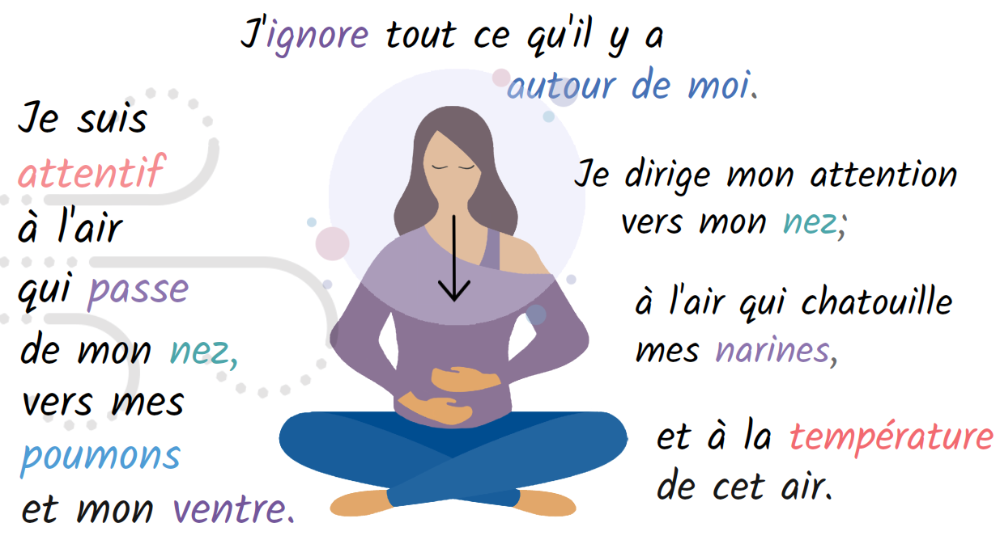 J'ignore tout ce qu'il y a
autour de moi.
Je dirige mon attention
vers mon nez;
à l'air qui chatouille
mes narines,
et à la température
de cet air.
Je suis
attentif
à l'air
qui passe
de mon nez,
vers mes
poumons
et mon ventre.